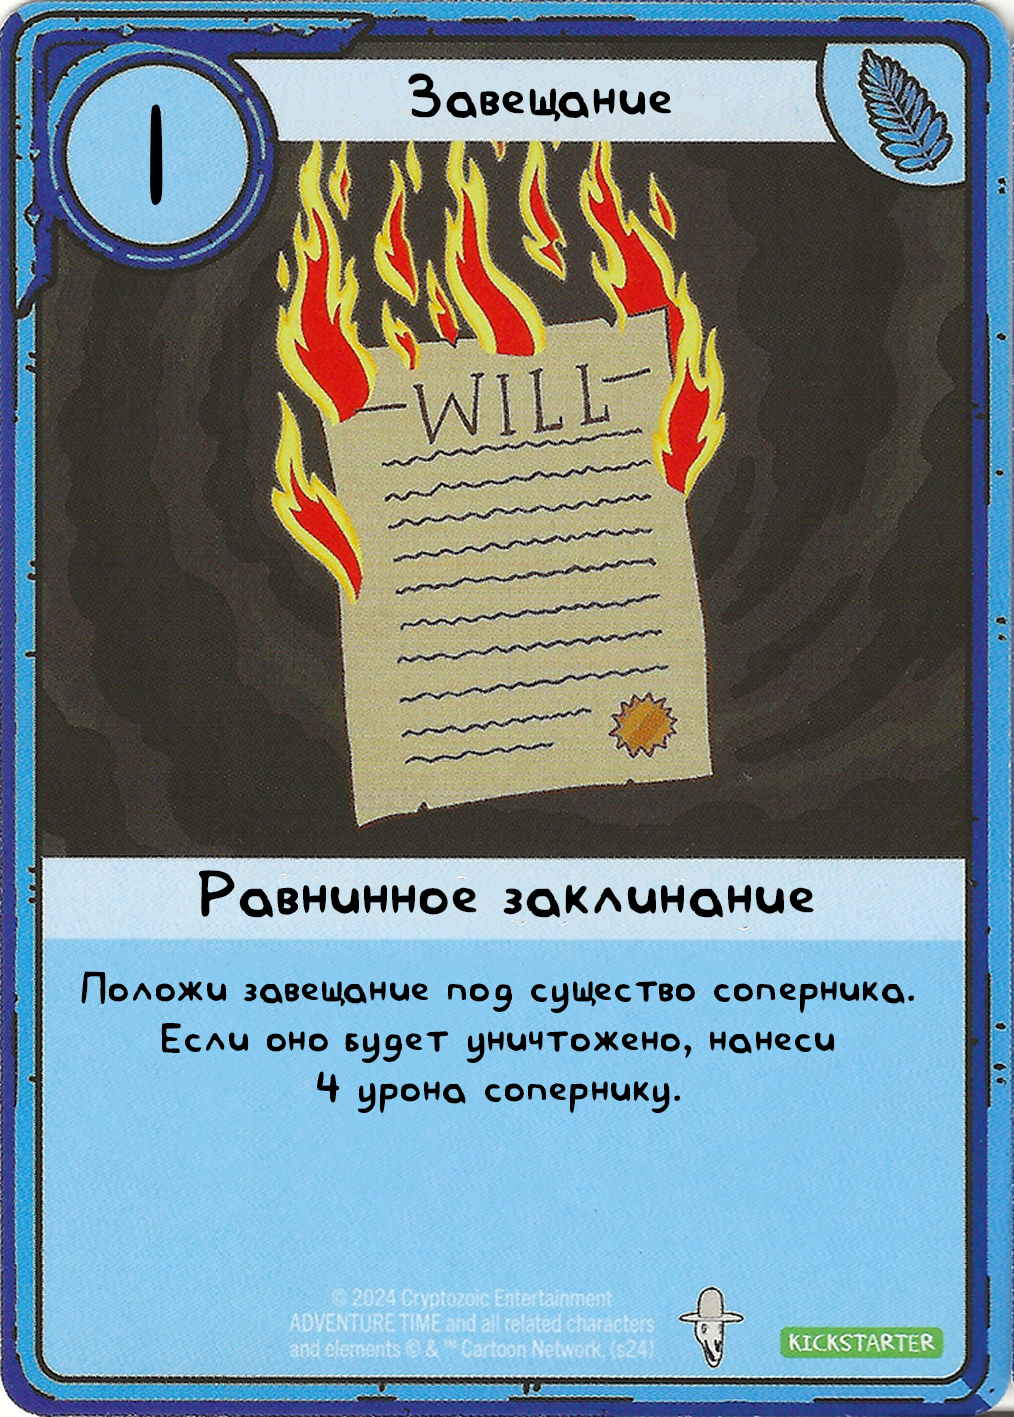 1
Завещание
WILL
Равнинное заклинание
Положи завещание под существо соперника.
Если оно будет уничтожено, нанеси
4 урона сопернику.
© 2024 Cryptozoic Entertainment
ADVENTURE TIME and all related characters
and elements © & ™ Cartoon Network. (s24)
KICKSTARTER